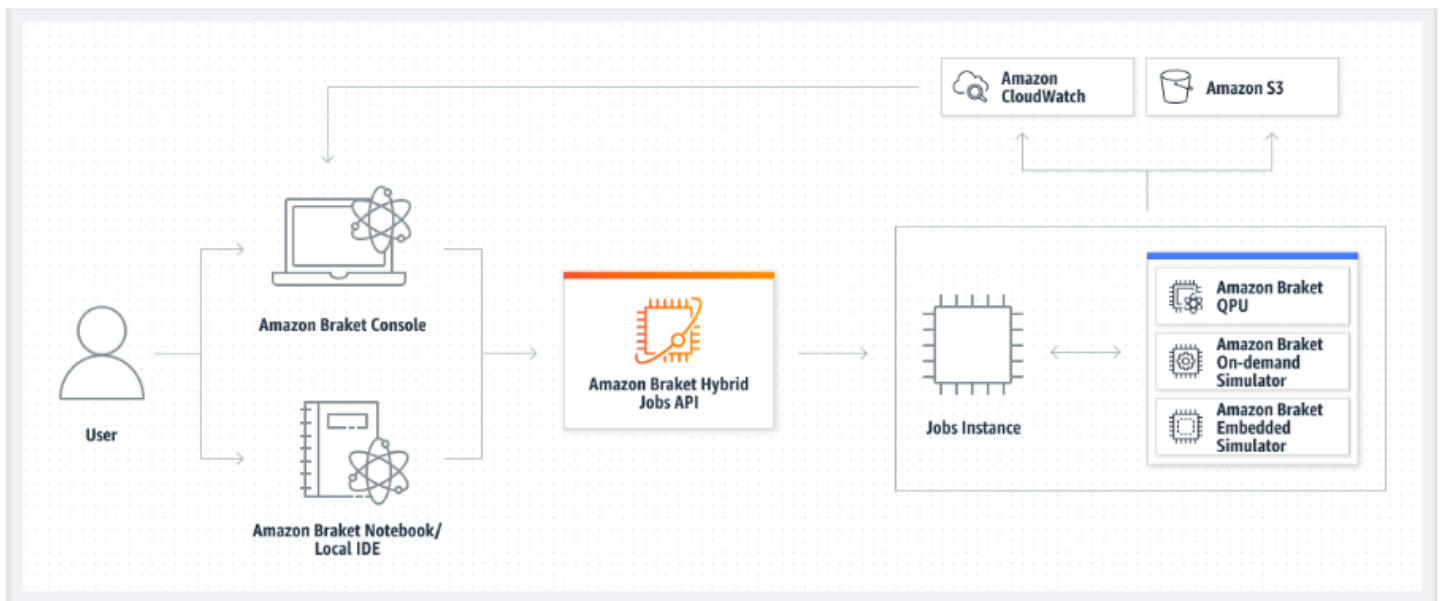 Amazon
CloudWatch
Amazon S3
Amazon Braket Console
User
Amazon Braket Notebook/
Local IDE
Amazon Braket Hybrid
Jobs API
Jobs Instance
Amazon Braket
QPU
Amazon Braket
On-demand
Simulator
Amazon Braket
Embedded
Simulator